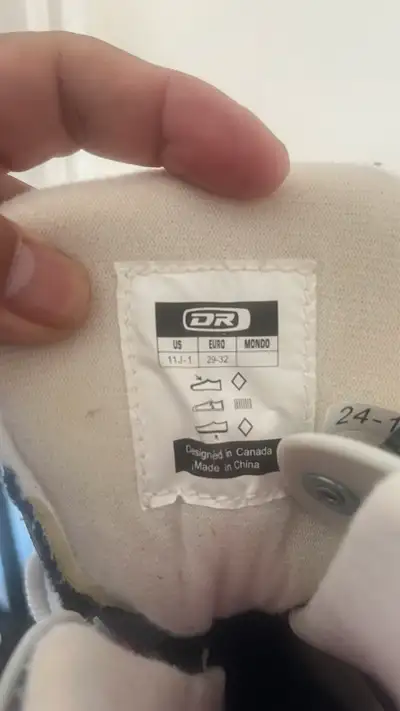 DR
US EURO MONDO
11J-1 29-32
Designed in Canada
Made in China
24-1